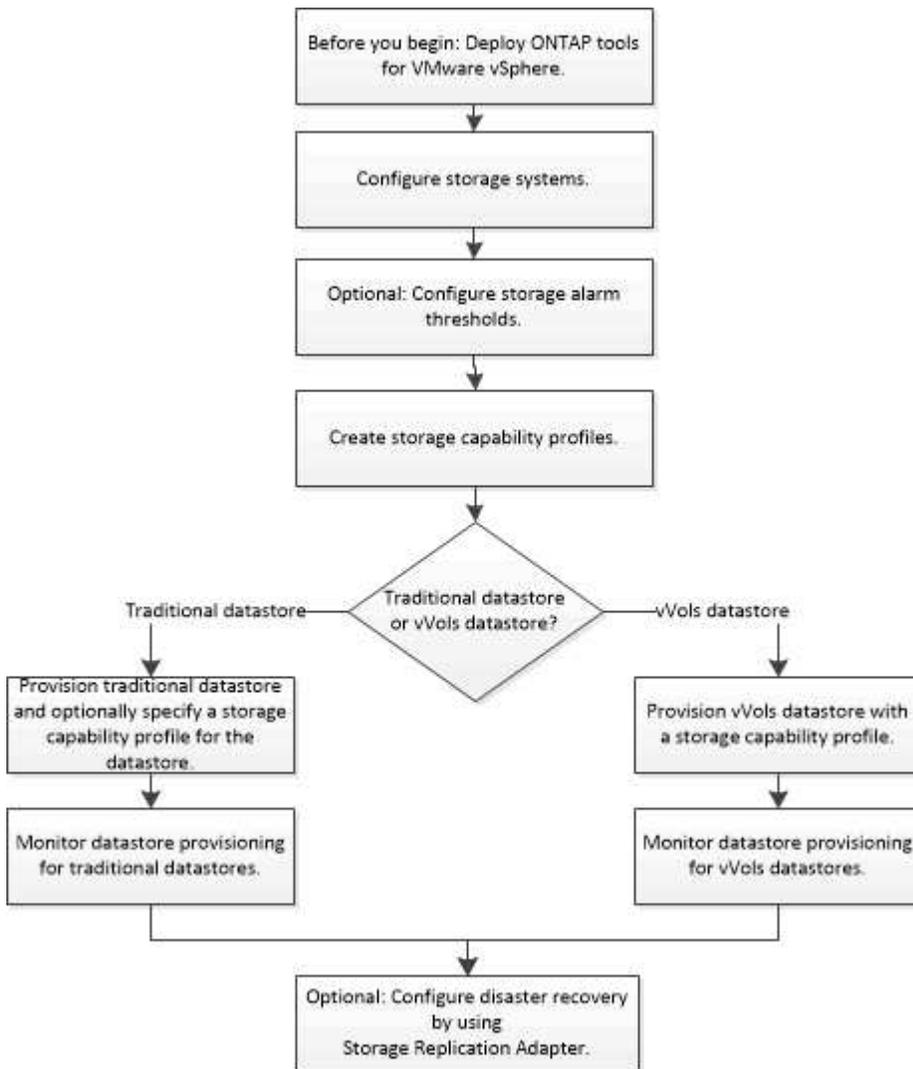 Before you begin: Deploy ONTAP tools
for VMware vSphere.
Configure storage systems.
Optional: Configure storage alarm
thresholds.
Create storage capability profiles.
Traditional datastore
or vVols datastore?
Traditional datastore
vVols datastore
Provision traditional datastore
and optionally specify a storage
capability profile for the
datastore.
Provision vVols datastore with
a storage capability profile.
Monitor datastore provisioning
for traditional datastores.
Monitor datastore provisioning
for vVols datastores.
Optional: Configure disaster recovery
by using
Storage Replication Adapter.